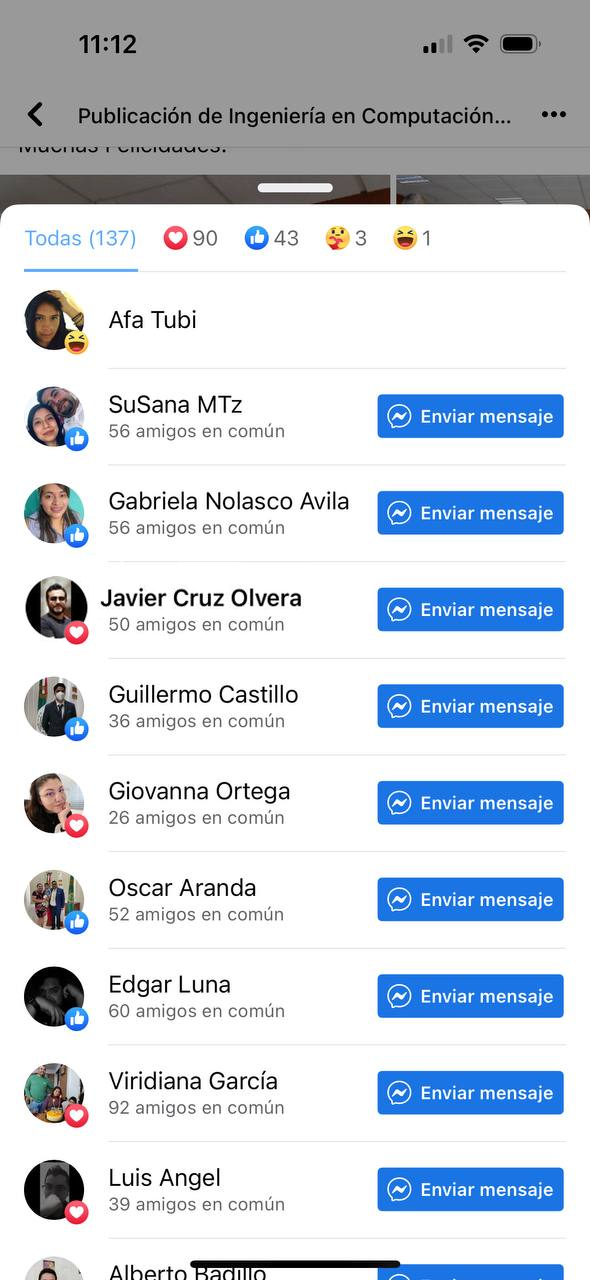 11:12
Publicación de Ingeniería en Computación...
Muchas Felicidades.
Todas (137) 90 43 3 1
Afa Tubi
SuSana MTz
56 amigos en común
Enviar mensaje
Gabriela Nolasco Avila
56 amigos en común
Enviar mensaje
Javier Cruz Olvera
50 amigos en común
Enviar mensaje
Guillermo Castillo
36 amigos en común
Enviar mensaje
Giovanna Ortega
26 amigos en común
Enviar mensaje
Oscar Aranda
52 amigos en común
Enviar mensaje
Edgar Luna
60 amigos en común
Enviar mensaje
Viridiana García
92 amigos en común
Enviar mensaje
Luis Angel
39 amigos en común
Enviar mensaje
Alberto Badillo